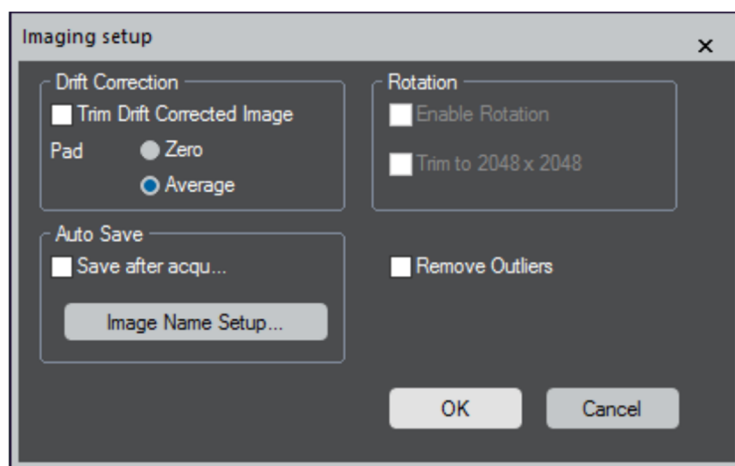 Imaging setup
Drift Correction
Trim Drift Corrected Image
Pad
Zero
Average
Rotation
Enable Rotation
Trim to 2048 x 2048
Auto Save
Save after acqu...
Image Name Setup...
Remove Outliers
OK
Cancel